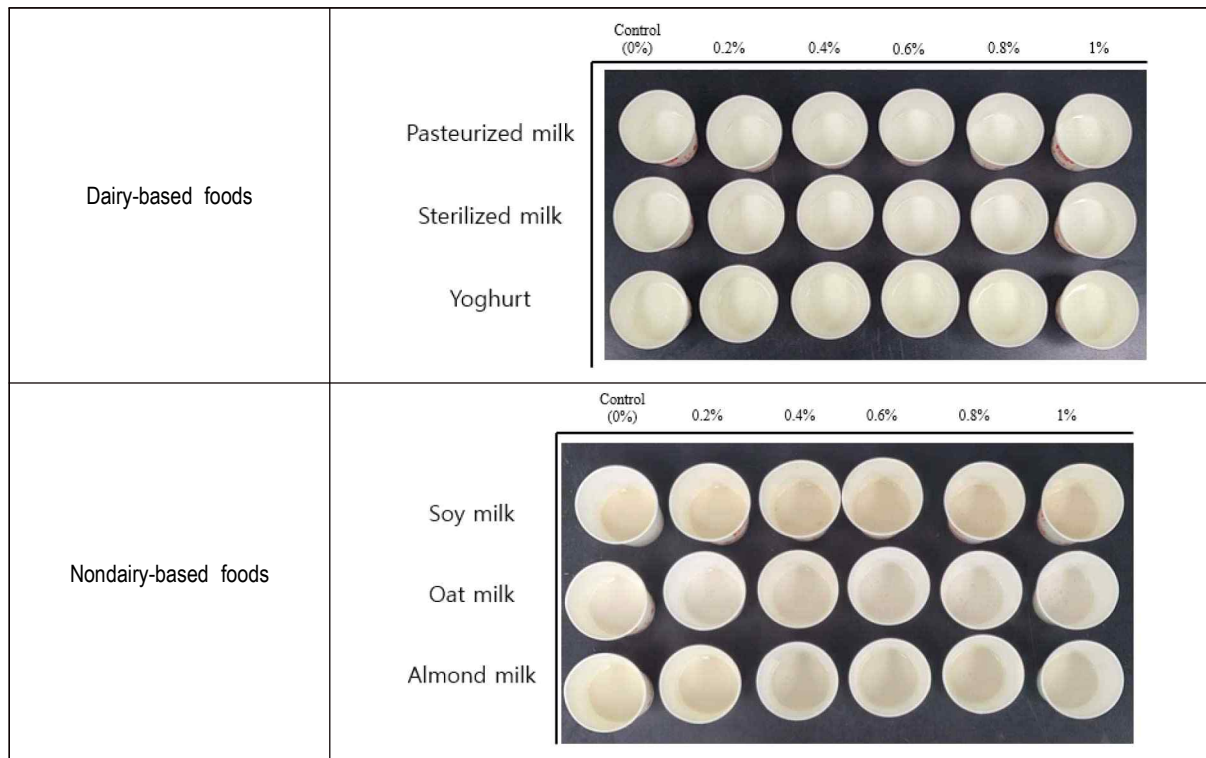 Dairy-based foods
Control
(0%) 0.2% 0.4% 0.6% 0.8% 1%
Pasteurized milk
Sterilized milk
Yoghurt
Nondairy-based foods
Control
(0%) 0.2% 0.4% 0.6% 0.8% 1%
Soy milk
Oat milk
Almond milk